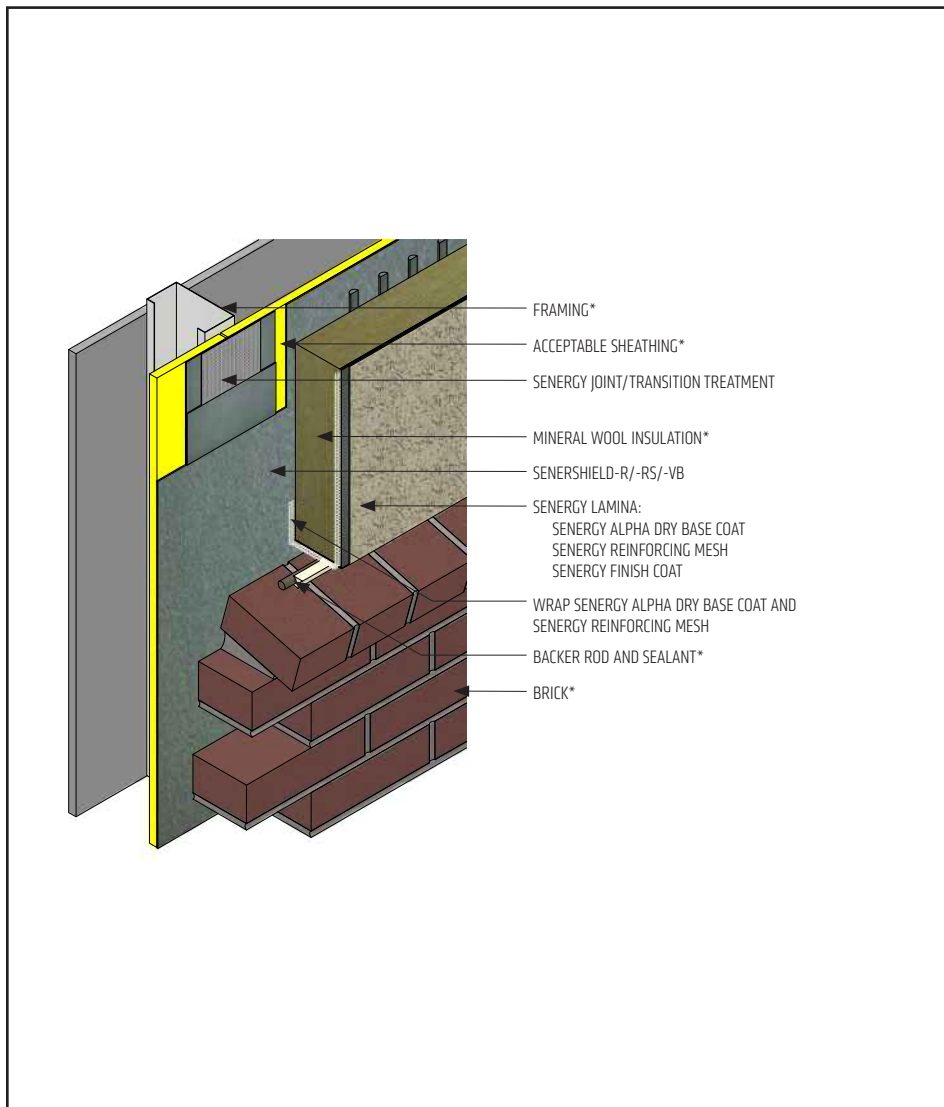 FRAMING*
ACCEPTABLE SHEATHING*
SENERGY JOINT/TRANSITION TREATMENT
MINERAL WOOL INSULATION*
SENERSHIELD-R/-RS/-VB
SENERGY LAMINA:
SENERGY ALPHA DRY BASE COAT
SENERGY REINFORCING MESH
SENERGY FINISH COAT
WRAP SENERGY ALPHA DRY BASE COAT AND
SENERGY REINFORCING MESH
BACKER ROD AND SEALANT*
BRICK*